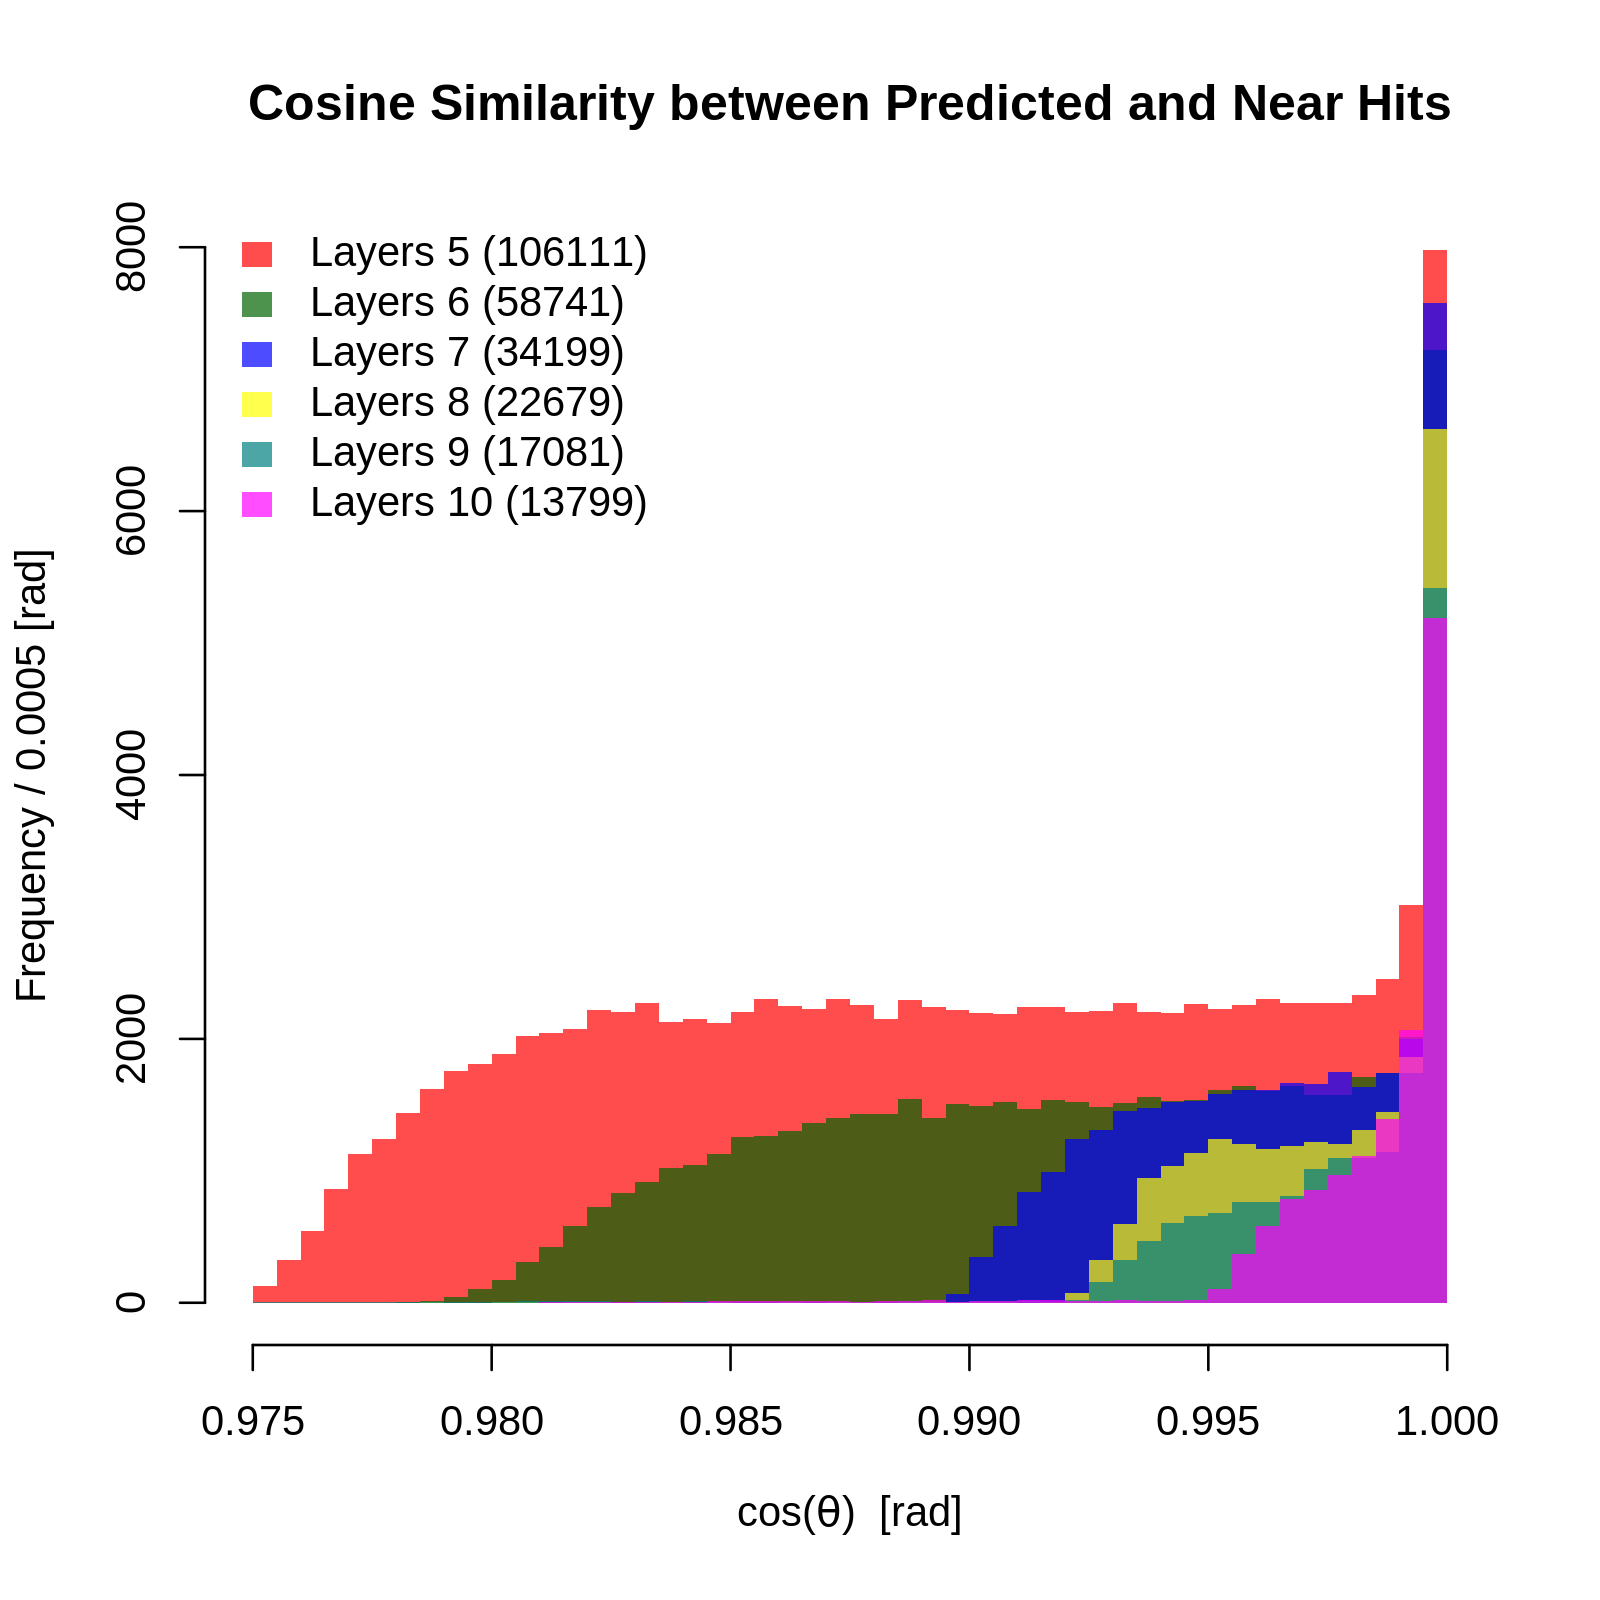 Cosine Similarity between Predicted and Near Hits
Layers 5 (106111)
Layers 6 (58741)
Layers 7 (34199)
Layers 8 (22679)
Layers 9 (17081)
Layers 10 (13799)
Frequency / 0.0005 [rad]
8000
6000
4000
2000
0
0.975 0.980 0.985 0.990 0.995 1.000
cos(θ) [rad]